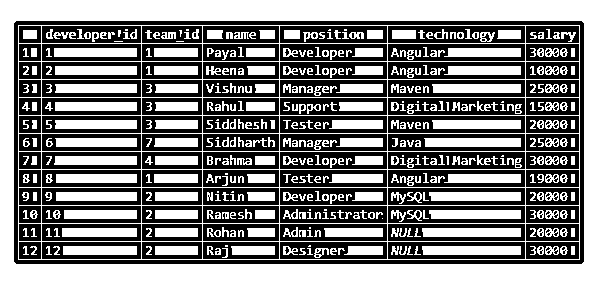 developer_id team_id name position technology salary
1 1 1 Payal Developer Angular 30000
2 2 1 Heena Developer Angular 10000
3 3 3 Vishnu Manager Maven 25000
4 4 3 Rahul Support Digital Marketing 15000
5 5 3 Siddhesh Tester Maven 20000
6 6 7 Siddharth Manager Java 25000
7 7 4 Brahma Developer Digital Marketing 30000
8 8 1 Arjun Tester Angular 19000
9 9 2 Nitin Developer MySQL 20000
10 10 2 Ramesh Administrator MySQL 30000
11 11 2 Rohan Admin NULL 20000
12 12 2 Raj Designer NULL 30000